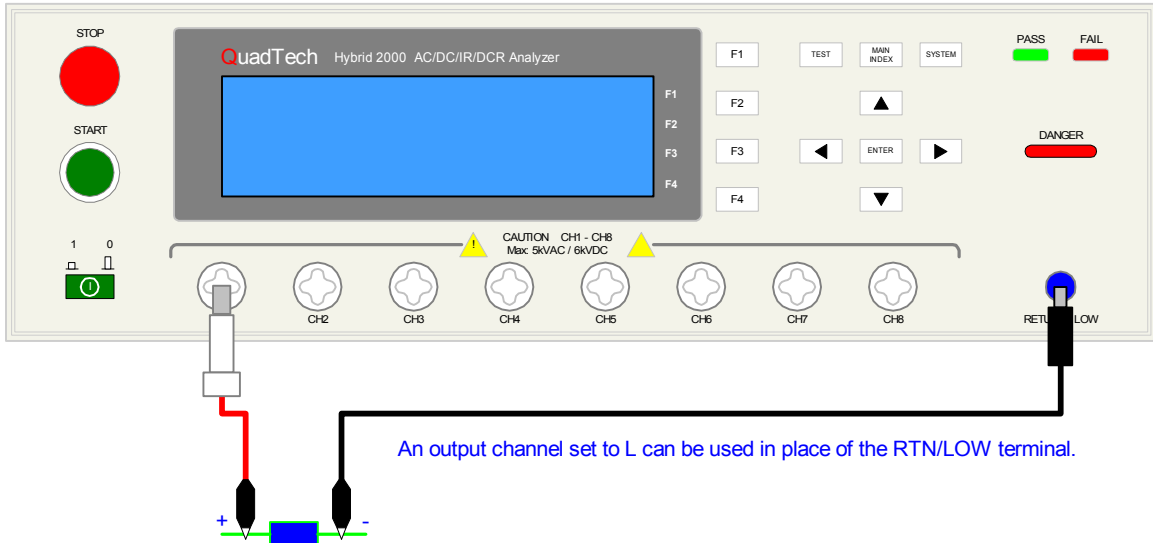 STOP
START
1 0
QuadTech Hybrid 2000 AC/DC/IR/DCR Analyzer
F1
F2
F3
F4
F1
F2
F3
F4
TEST
MAIN
INDEX
SYSTEM
ENTER
PASS
FAIL
DANGER
! CAUTION CH1 - CH8
Max: 5kVAC / 6kVDC
CH2
CH3
CH4
CH5
CH6
CH7
CH8
LOW
An output channel set to L can be used in place of the RTN/LOW terminal.
+ -